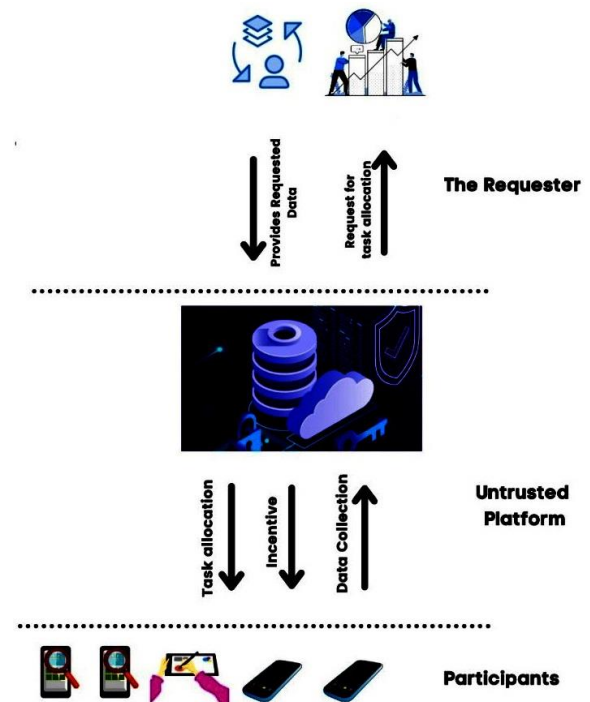 Provides Requested
Data
Request for
task allocation
The Requester
Task allocation
Incentive
Data Collection
Untrusted
Platform
Participants